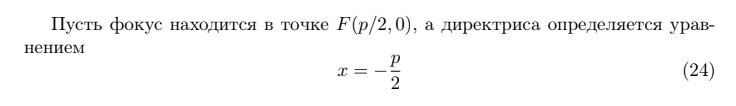 Пусть фокус находится в точке F(p/2, 0), а директриса определяется урав-
нением
x = −p/2 (24)